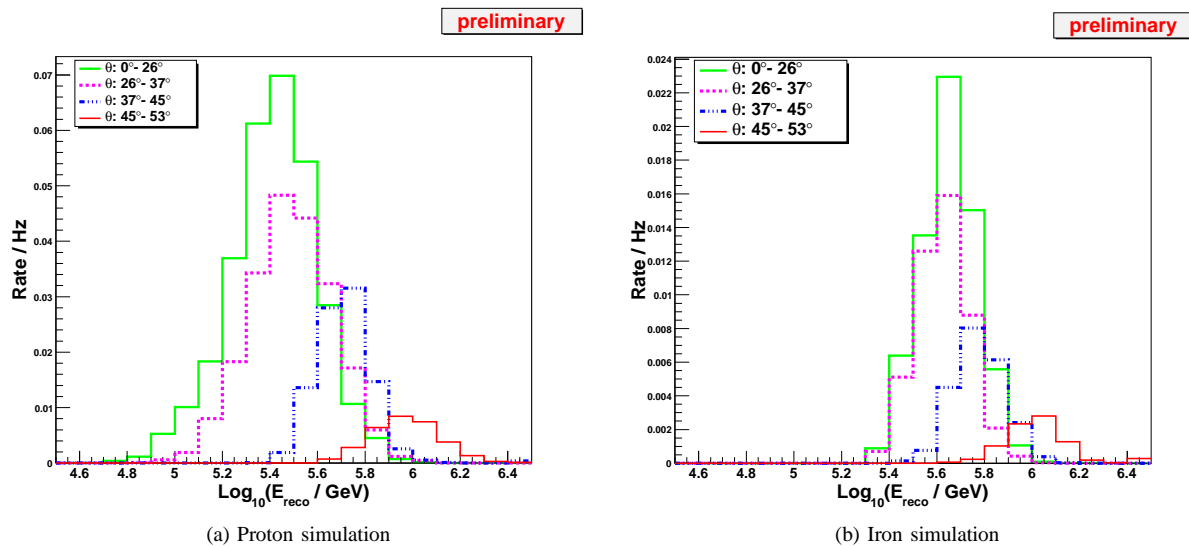 preliminary
θ: 0°- 26°
θ: 26°- 37°
θ: 37°- 45°
θ: 45°- 53°
Rate / Hz
0.07
0.06
0.05
0.04
0.03
0.02
0.01
0
4.6 4.8 5 5.2 5.4 5.6 5.8 6 6.2 6.4
Log10(Ereco / GeV)
(a) Proton simulation
preliminary
θ: 0°- 26°
θ: 26°- 37°
θ: 37°- 45°
θ: 45°- 53°
Rate / Hz
0.024
0.022
0.02
0.018
0.016
0.014
0.012
0.01
0.008
0.006
0.004
0.002
0
4.6 4.8 5 5.2 5.4 5.6 5.8 6 6.2 6.4
Log10(Ereco / GeV)
(b) Iron simulation